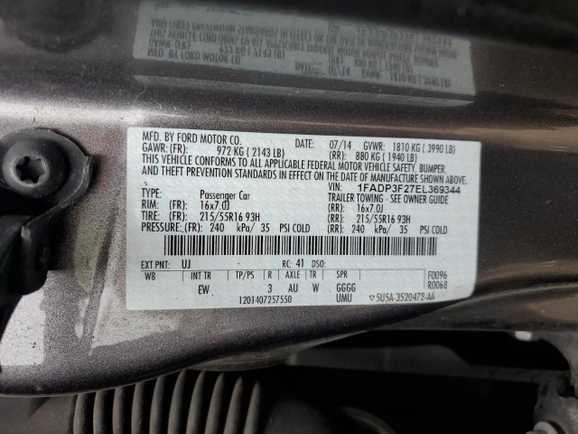 MFD. BY FORD MOTOR CO. 07/14 GVWR: 1810 KG ( 3990 LB)
GAWR: (FR): 972 KG ( 2143 LB) (RR): 880 KG ( 1940 LB)
THIS VEHICLE CONFORMS TO ALL APPLICABLE FEDERAL MOTOR VEHICLE SAFETY, BUMPER,
AND THEFT PREVENTION STANDARDS IN EFFECT ON THE DATE OF MANUFACTURE SHOWN ABOVE.
VIN: 1FADP3F27EL369344
TYPE: Passenger Car TRAILER TOWING - SEE OWNER GUIDE
RIM: (FR): 16x7.0J (RR): 16x7.0J
TIRE: 215/55R16 93H (RR): 215/55R16 93H
PRESSURE: (FR): 240 kPa/ 35 PSI COLD (RR): 240 kPa/ 35 PSI COLD
EXT PNT: UJ - RC: 41 DSO:
WB INT TR TP/PS R AXLE TR SPR F0096
EW 3 AU W GGGG R0068
1201407257550 UMU 5U5A-3520472-AA